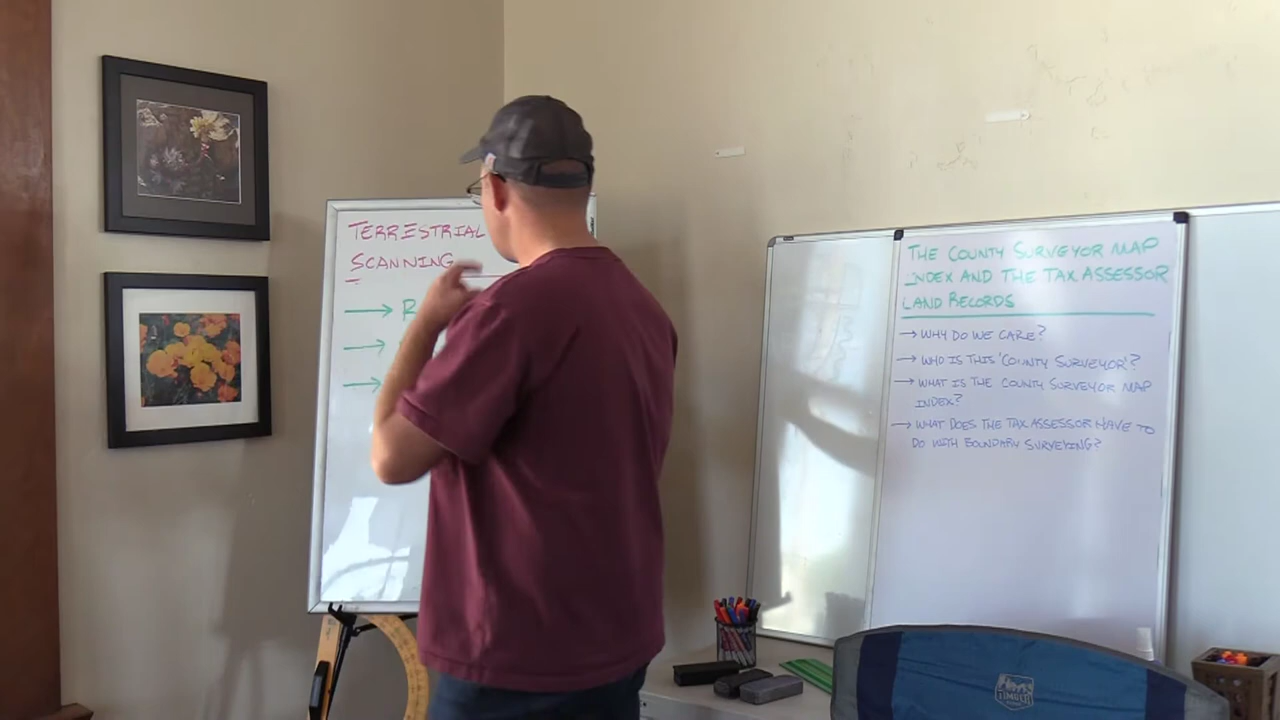 TERRESTRIAL
SCANNING
→ R
→
→
THE COUNTY SURVEYOR MAP
INDEX AND THE TAX ASSESSOR
LAND RECORDS
→ WHY DO WE CARE?
→ WHO IS THIS 'COUNTY SURVEYOR'?
→ WHAT IS THE COUNTY SURVEYOR MAP
INDEX?
→ WHAT DOES THE TAX ASSESSOR HAVE TO
DO WITH BOUNDARY SURVEYING?